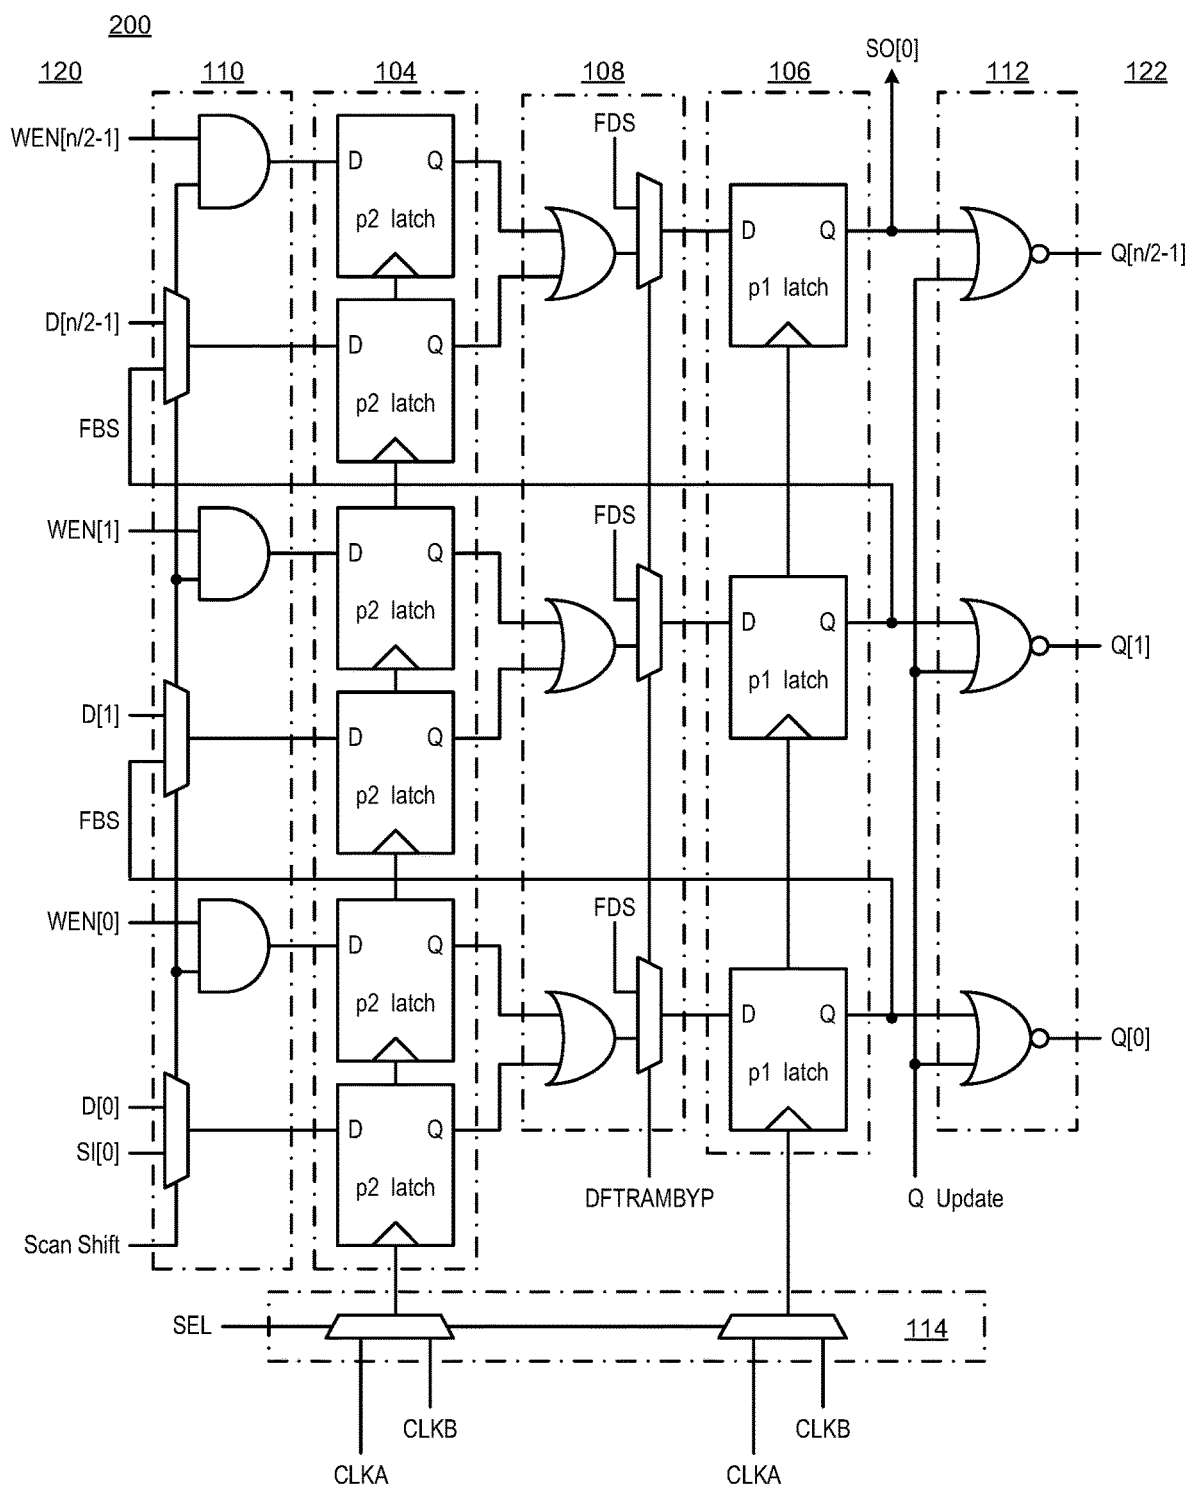 200
SO[0]
120 110 104 108 106 112 122
FDS
WEN[n/2-1]
D Q
p2 latch
D Q
p1 latch
Q[n/2-1]
D[n/2-1]
D Q
p2 latch
FBS
FDS
WEN[1]
D Q
p2 latch
D Q
p1 latch
Q[1]
D[1]
D Q
p2 latch
FBS
FDS
WEN[0]
D Q
p2 latch
D Q
p1 latch
Q[0]
D[0]
SI[0]
D Q
p2 latch
DFTRAMBYP
Q Update
Scan Shift
SEL
114
CLKB
CLKB
CLKA
CLKA